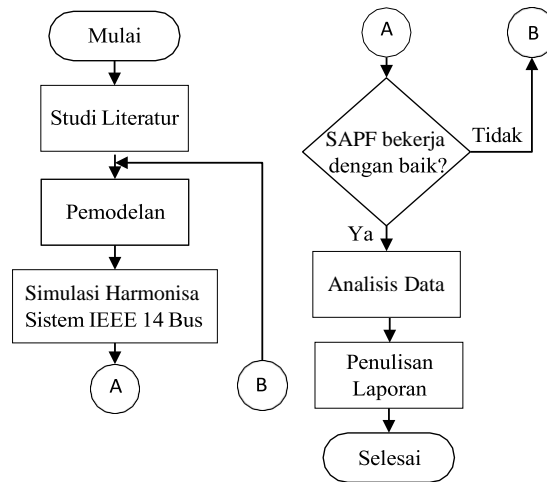 Mulai
Studi Literatur
Pemodelan
Simulasi Harmonisa
Sistem IEEE 14 Bus
A
B
A
B
SAPF bekerja
dengan baik?
Tidak
Ya
Analisis Data
Penulisan
Laporan
Selesai